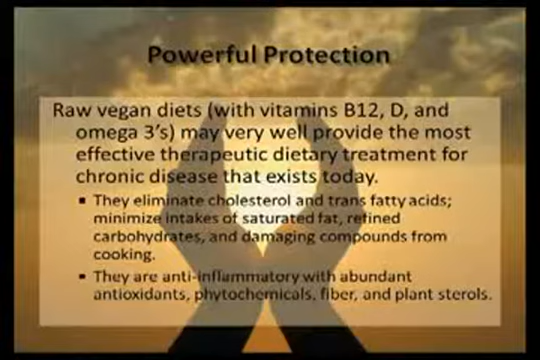 Powerful Protection
Raw vegan diets (with vitamins B12, D, and
omega 3's) may very well provide the most
effective therapeutic dietary treatment for
chronic disease that exists today.
▪ They eliminate cholesterol and trans fatty acids;
minimize intakes of saturated fat, refined
carbohydrates, and damaging compounds from
cooking.
▪ They are anti-inflammatory with abundant
antioxidants, phytochemicals, fiber, and plant sterols.